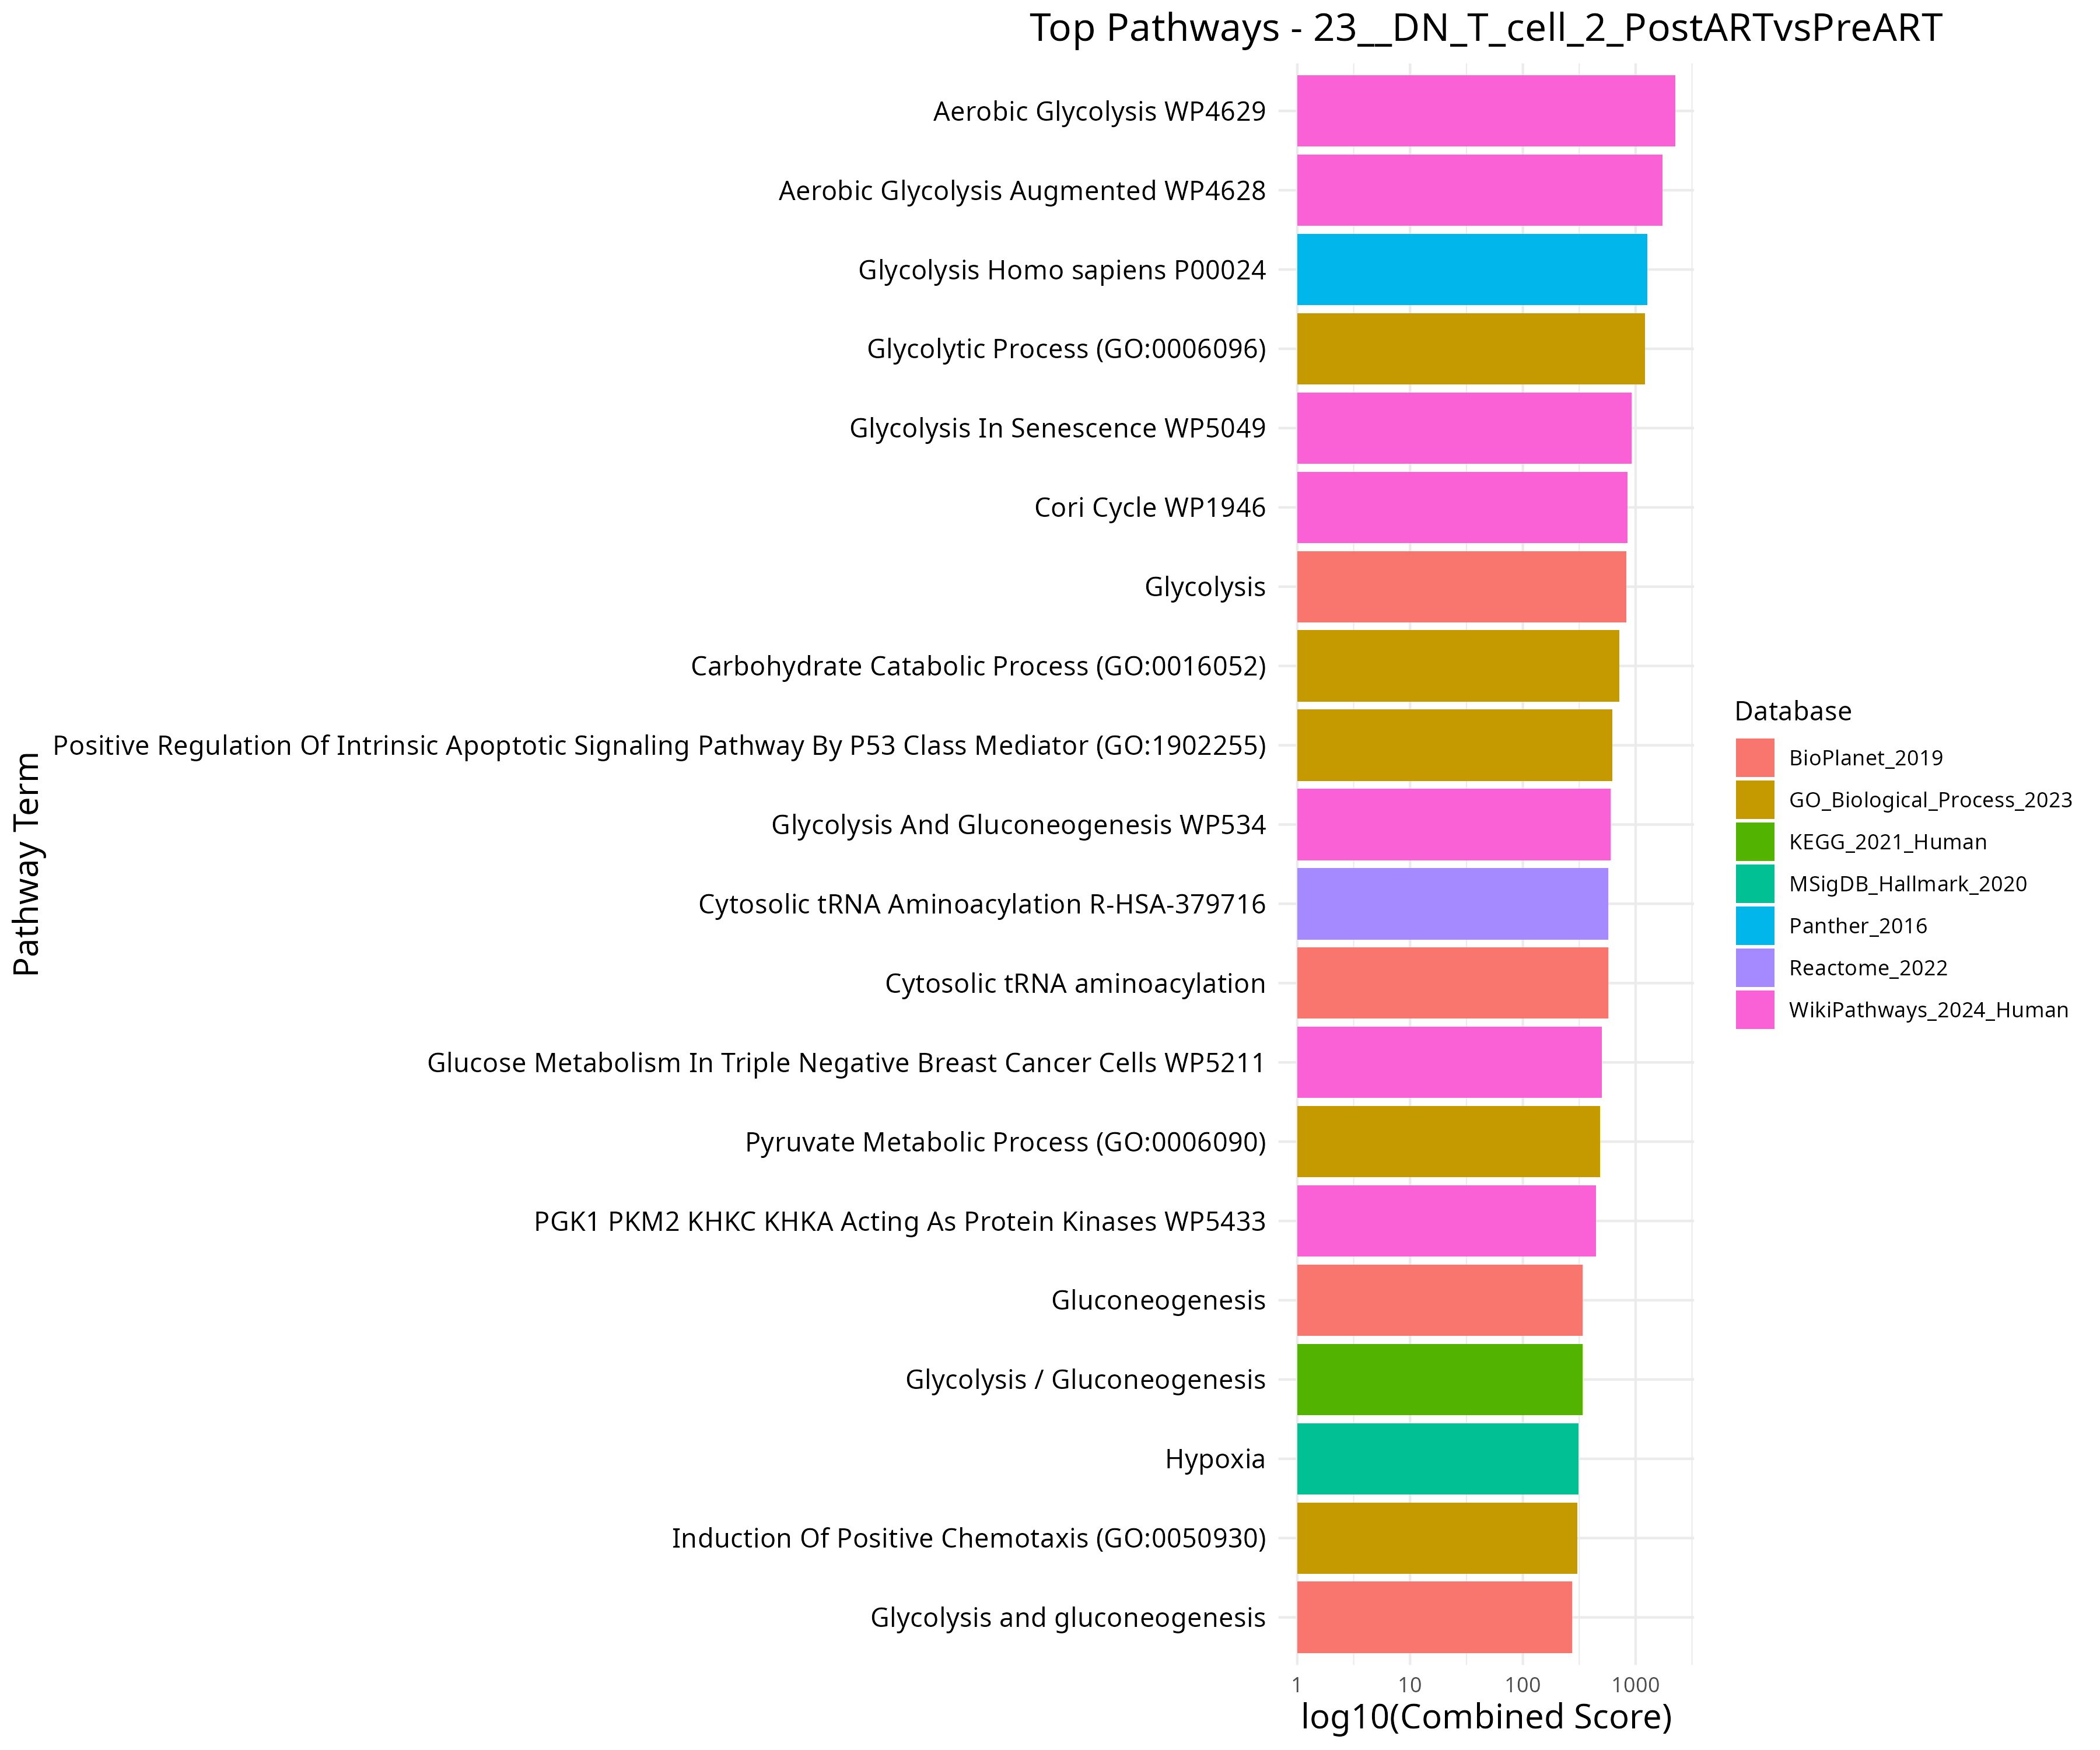 Top Pathways - 23__DN_T_cell_2_PostARTvsPreART
Pathway Term
Aerobic Glycolysis WP4629
Aerobic Glycolysis Augmented WP4628
Glycolysis Homo sapiens P00024
Glycolytic Process (GO:0006096)
Glycolysis In Senescence WP5049
Cori Cycle WP1946
Glycolysis
Carbohydrate Catabolic Process (GO:0016052)
Positive Regulation Of Intrinsic Apoptotic Signaling Pathway By P53 Class Mediator (GO:1902255)
Glycolysis And Gluconeogenesis WP534
Cytosolic tRNA Aminoacylation R-HSA-379716
Cytosolic tRNA aminoacylation
Glucose Metabolism In Triple Negative Breast Cancer Cells WP5211
Pyruvate Metabolic Process (GO:0006090)
PGK1 PKM2 KHKC KHKA Acting As Protein Kinases WP5433
Gluconeogenesis
Glycolysis / Gluconeogenesis
Hypoxia
Induction Of Positive Chemotaxis (GO:0050930)
Glycolysis and gluconeogenesis
1 10 100 1000
log10(Combined Score)
Database
BioPlanet_2019
GO_Biological_Process_2023
KEGG_2021_Human
MSigDB_Hallmark_2020
Panther_2016
Reactome_2022
WikiPathways_2024_Human